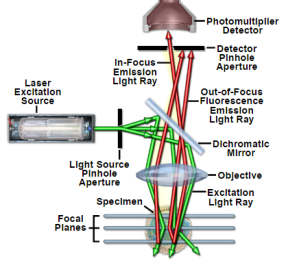 Photomultiplier
Detector
In-Focus
Emission
Light Ray
Detector
Pinhole
Aperture
Laser
Excitation
Source
Out-of-Focus
Fluorescence
Emission
Light Ray
Dichromatic
Mirror
Light Source
Pinhole
Aperture
Objective
Specimen
Excitation
Light Ray
Focal
Planes